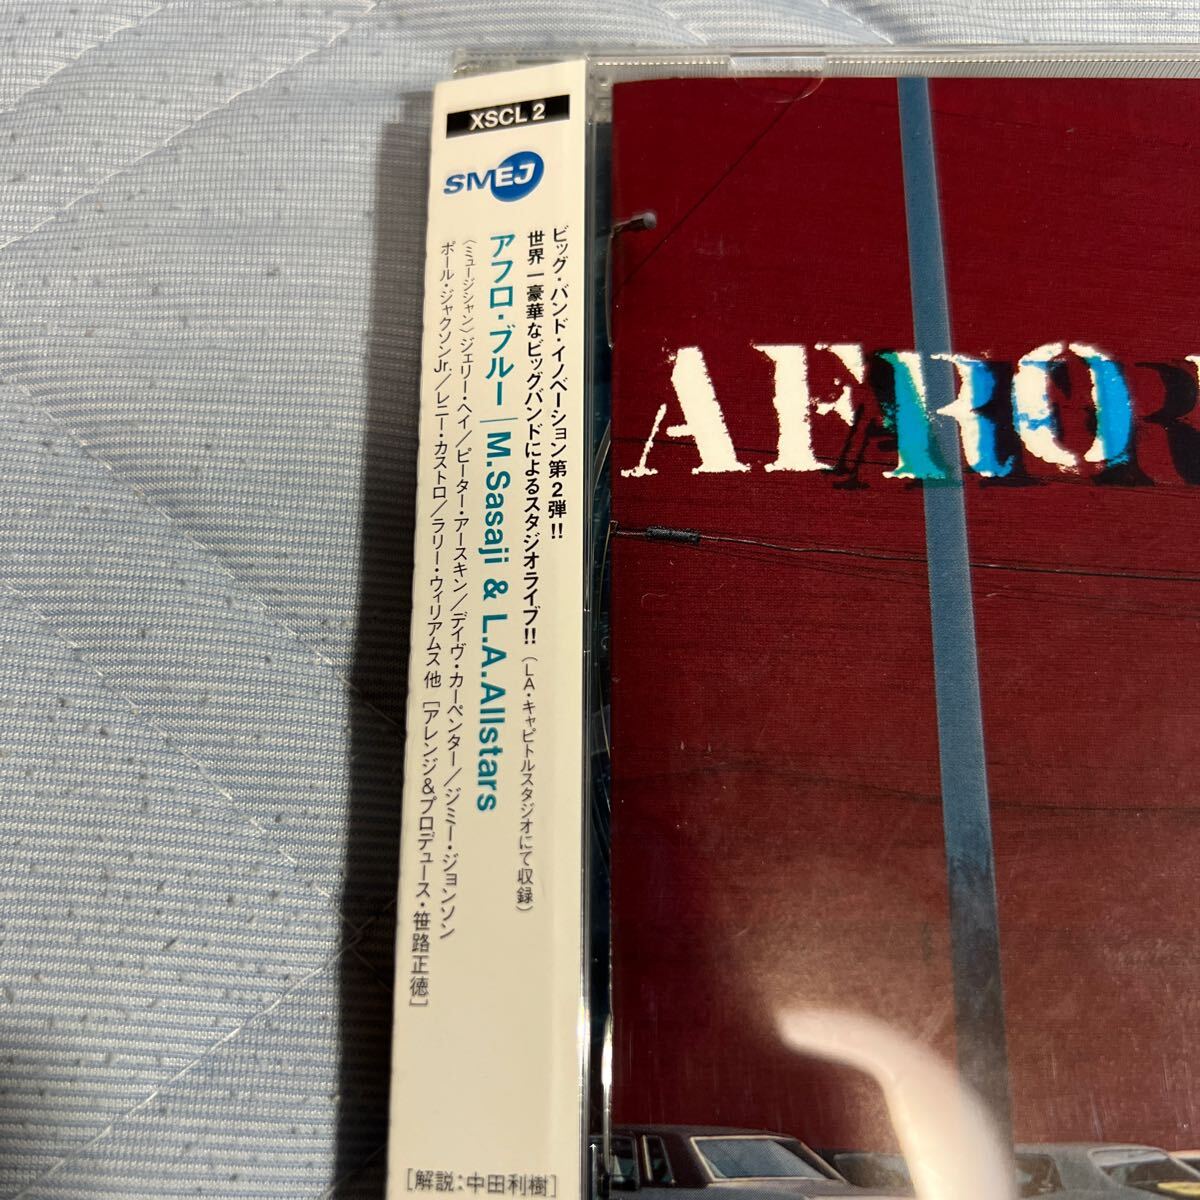 XSCL 2
SMEJ
ビッグ・バンド・イノベーション第2弾!!
世界一豪華なビッグバンドによるスタジオライブ!!(LA・キャピトルスタジオにて収録)
アフロ・ブルー|M.Sasaji & L.A.Allstars
〈ミュージシャン〉ジェリー・ヘイ/ピーター・アースキン/デイヴ・カーペンター/ジミー・ジョンソン
ポール・ジャクソンJr./レニー・カストロ/ラリー・ウィリアムス 他 [アレンジ&プロデュース・笹路正徳]
[解説:中田利樹]
AFRO